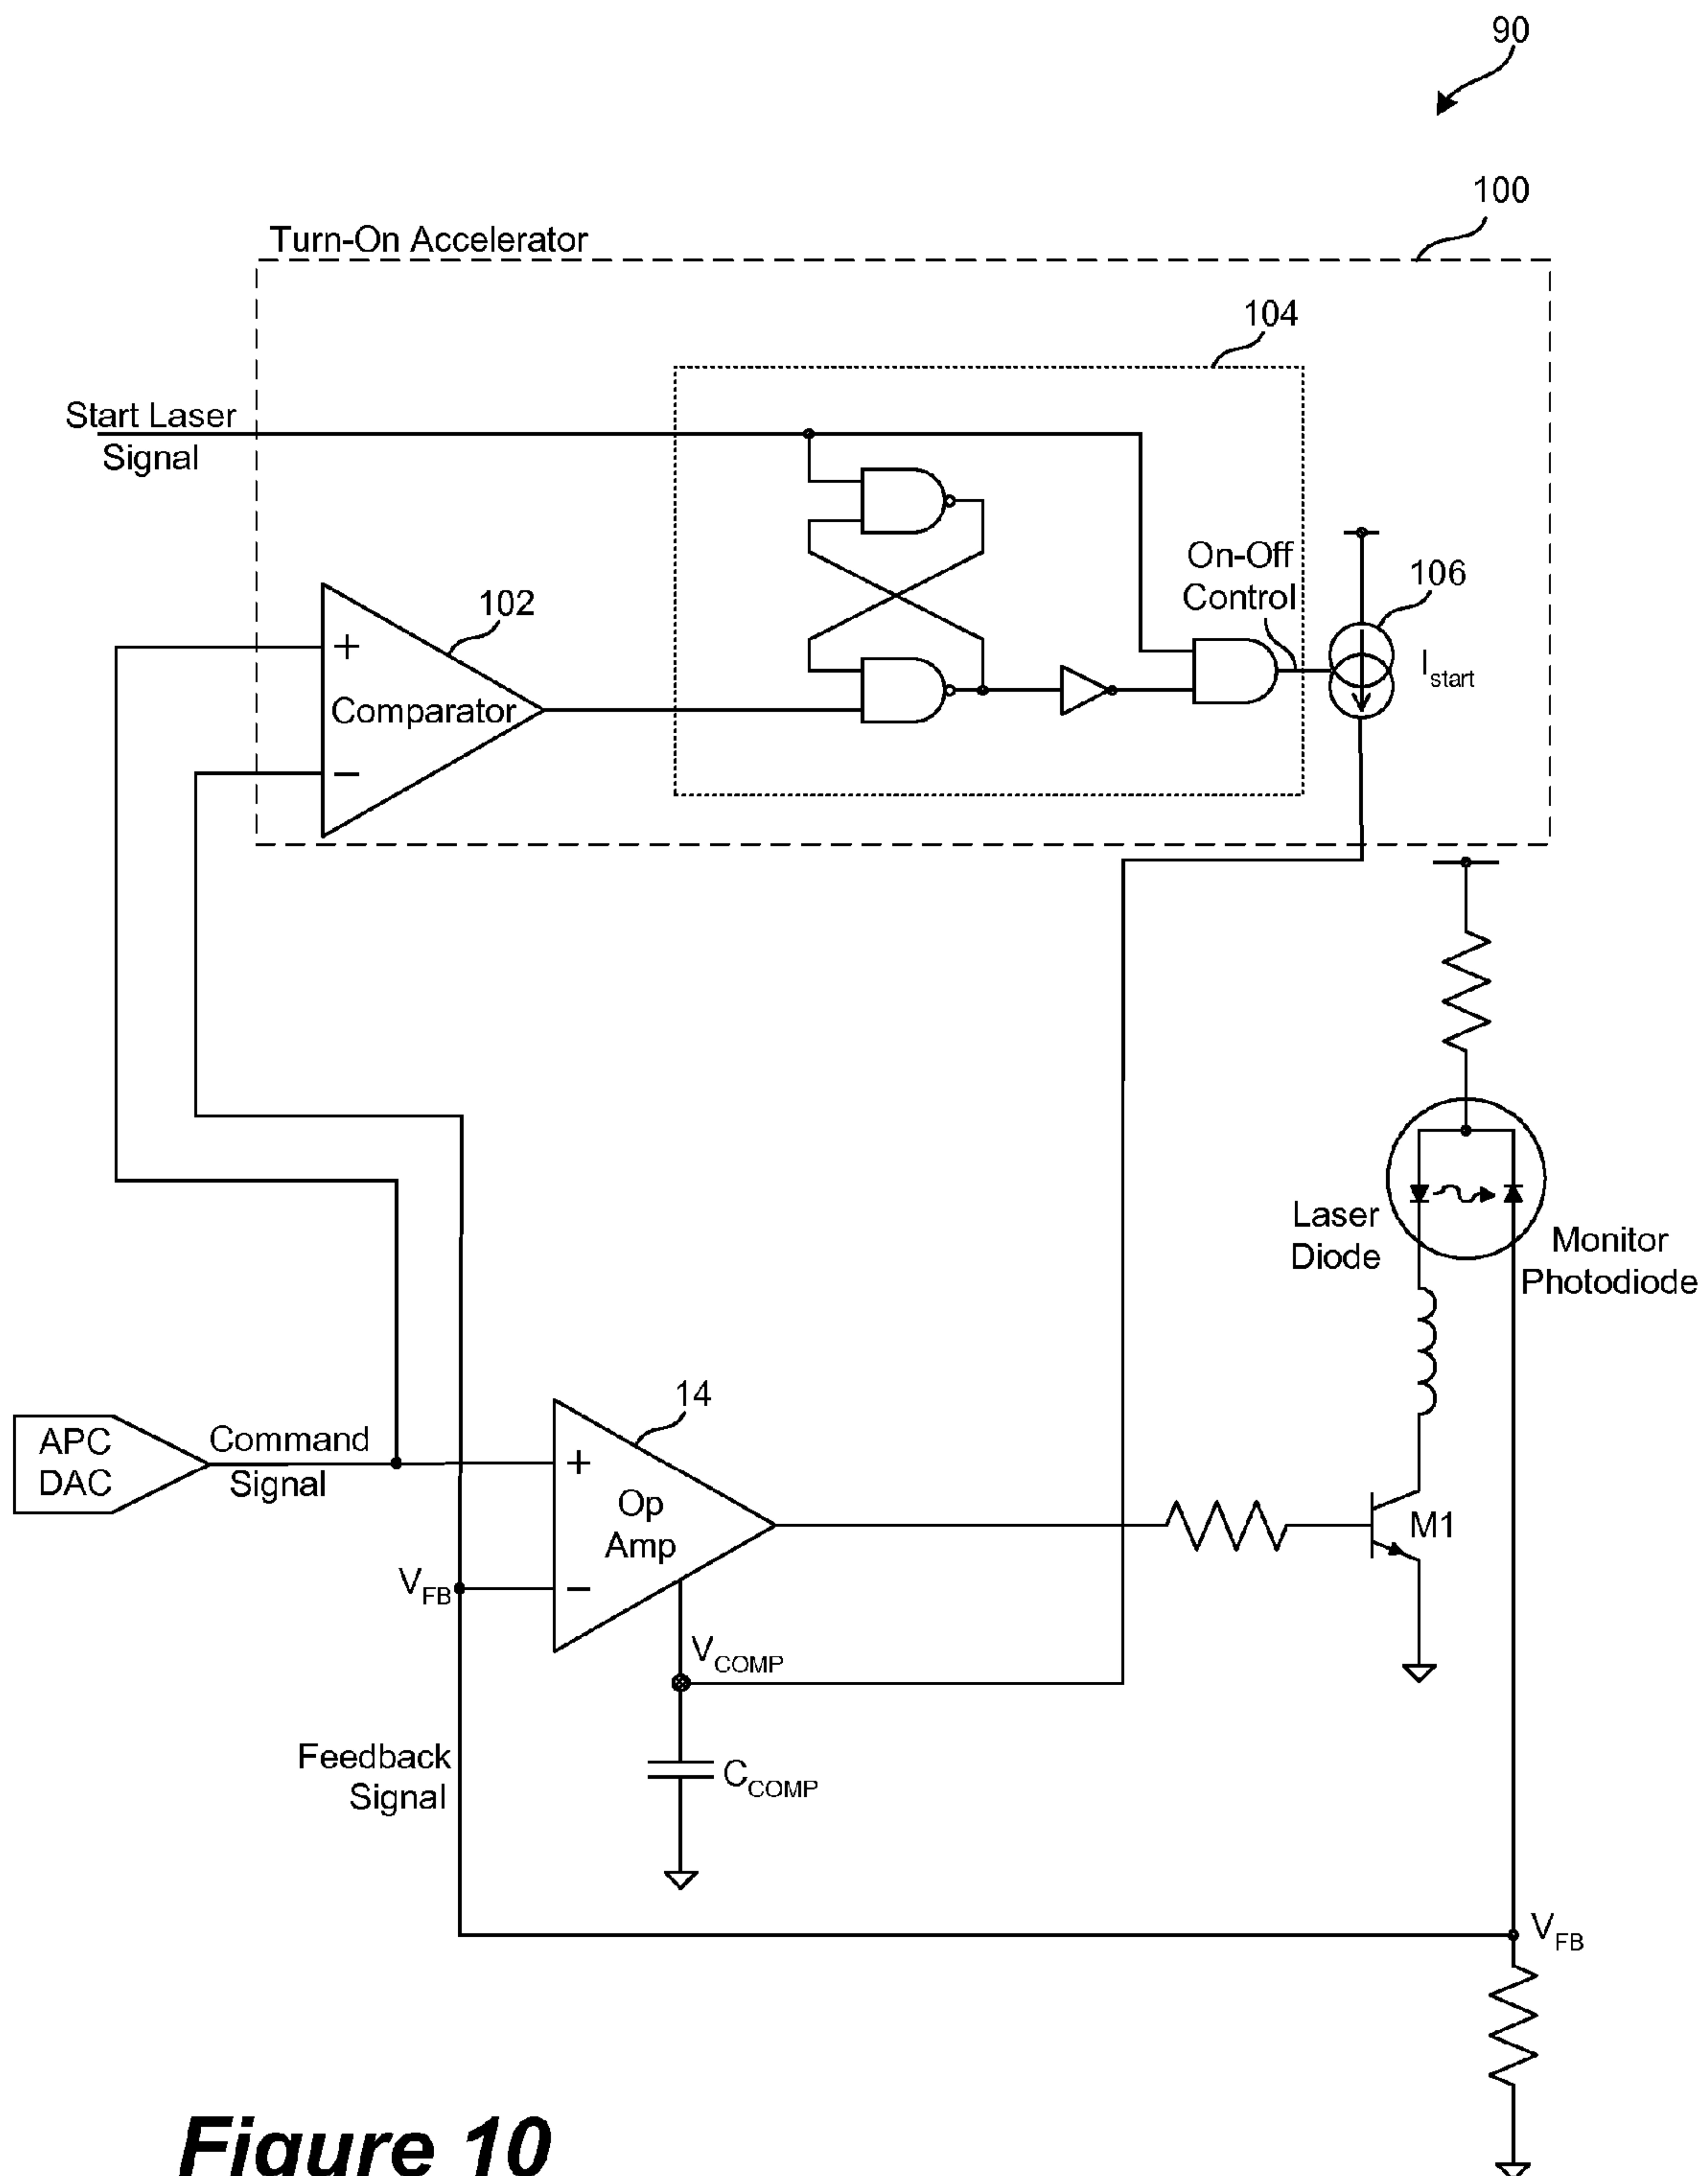 90
100
Turn-On Accelerator
104
Start Laser
Signal
On-Off
Control
106
I start
102
+
Comparator
−
Laser
Diode
Monitor
Photodiode
14
APC
DAC
Command
Signal
+
Op
Amp
−
M1
V FB
V COMP
Feedback
Signal
C COMP
V FB
Figure 10